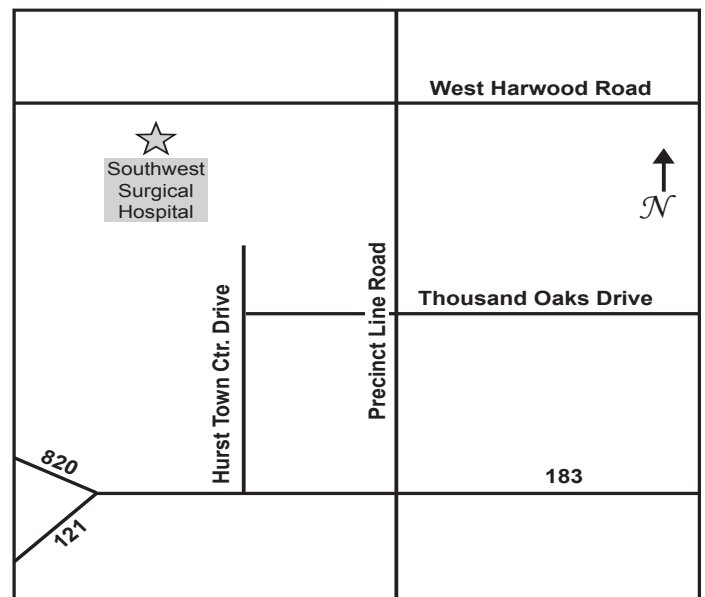 West Harwood Road
Southwest
Surgical
Hospital
N
Hurst Town Ctr. Drive
Precinct Line Road
Thousand Oaks Drive
820
183
121